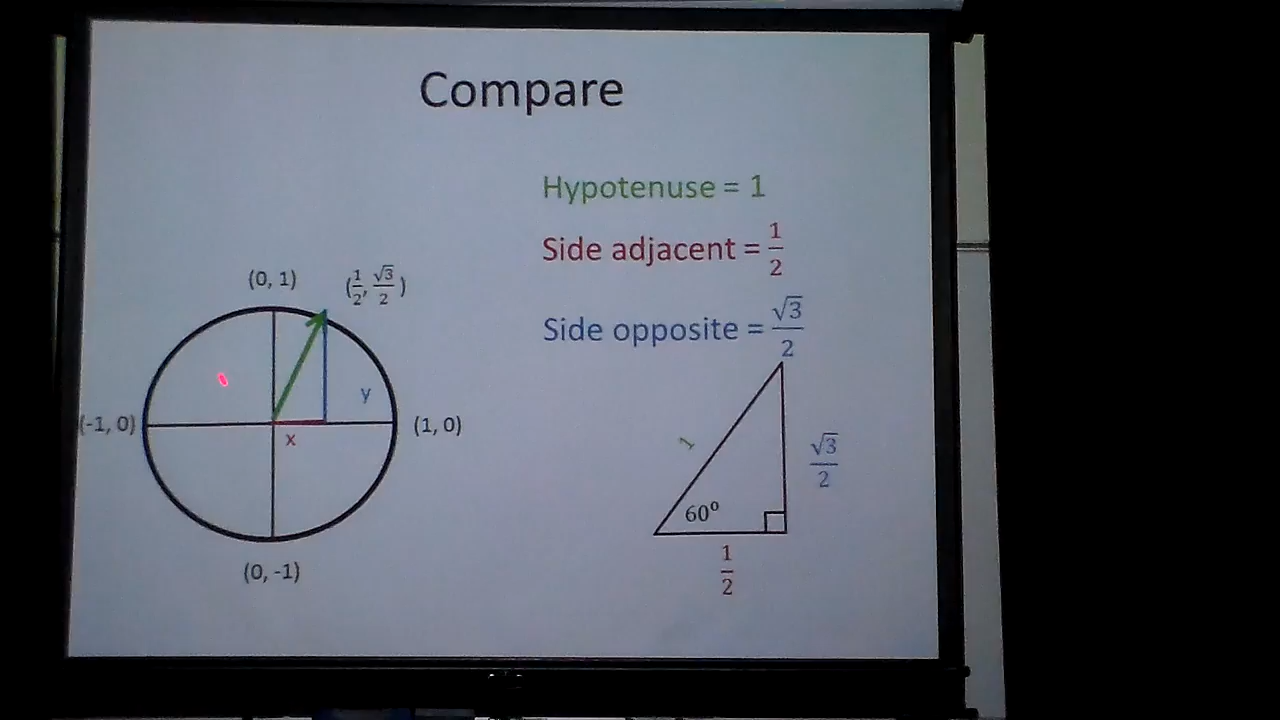 Compare
Hypotenuse = 1
Side adjacent = 1/2
Side opposite = √3/2
(0, 1)
(1/2, √3/2)
(-1, 0)
(1, 0)
y
x
(0, -1)
1
√3/2
60⁰
1/2